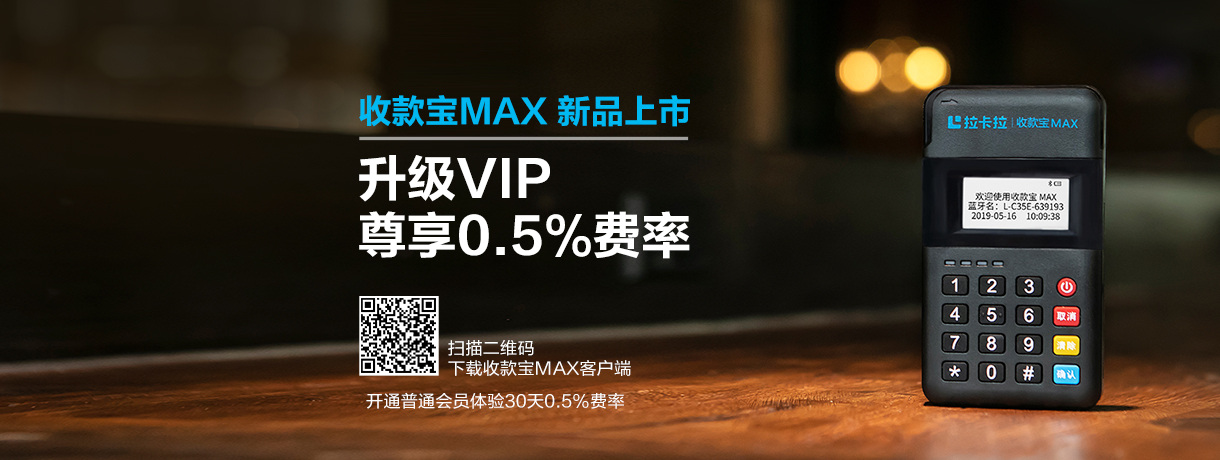 收款宝MAX 新品上市
升级VIP
尊享0.5%费率
扫描二维码
下载收款宝MAX客户端
开通普通会员体验30天0.5%费率
拉卡拉 | 收款宝MAX
欢迎使用收款宝 MAX
蓝牙名: L-C35E-639193
2019-05-16 10:09:38
1 2 3
4 5 6 取消
7 8 9 清除
* 0 # 确认